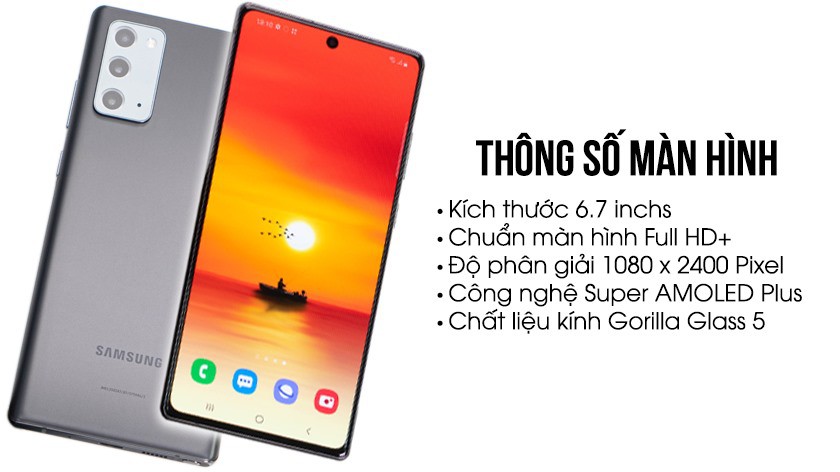 THÔNG SỐ MÀN HÌNH
• Kích thước 6.7 inchs
• Chuẩn màn hình Full HD+
• Độ phân giải 1080 x 2400 Pixel
• Công nghệ Super AMOLED Plus
• Chất liệu kính Gorilla Glass 5
SAMSUNG